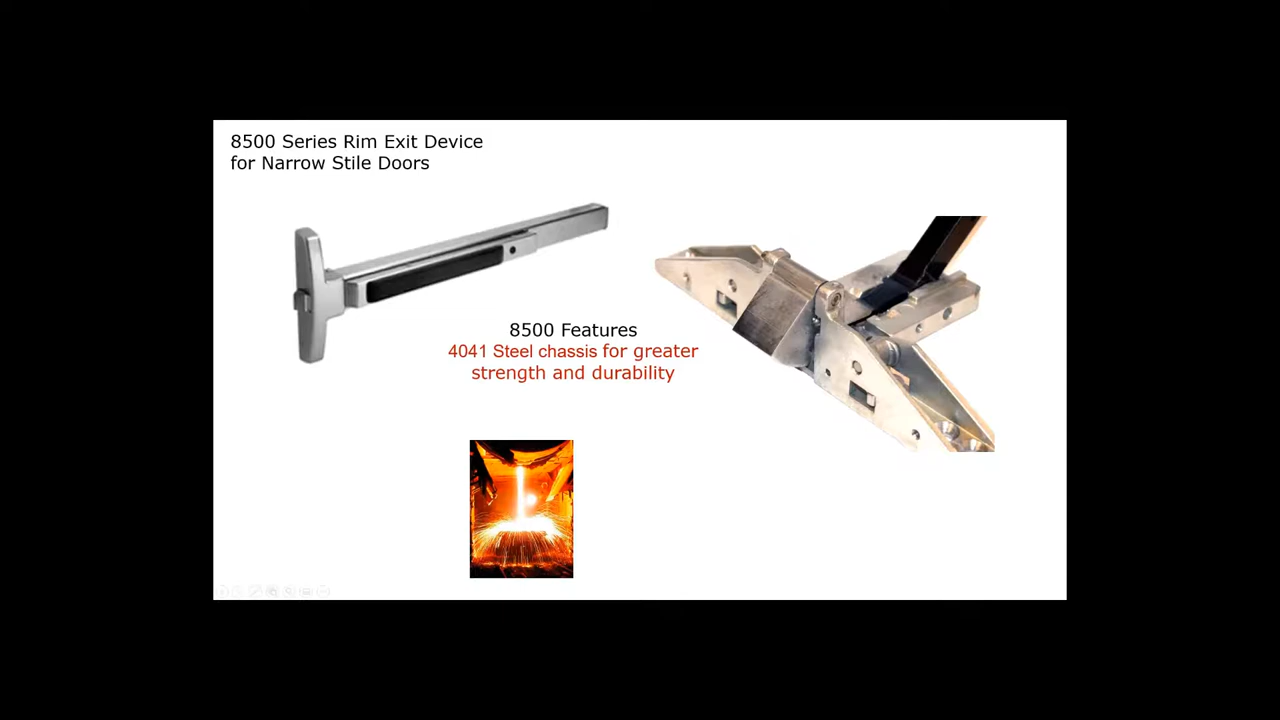 8500 Series Rim Exit Device
for Narrow Stile Doors
8500 Features
4041 Steel chassis for greater
strength and durability